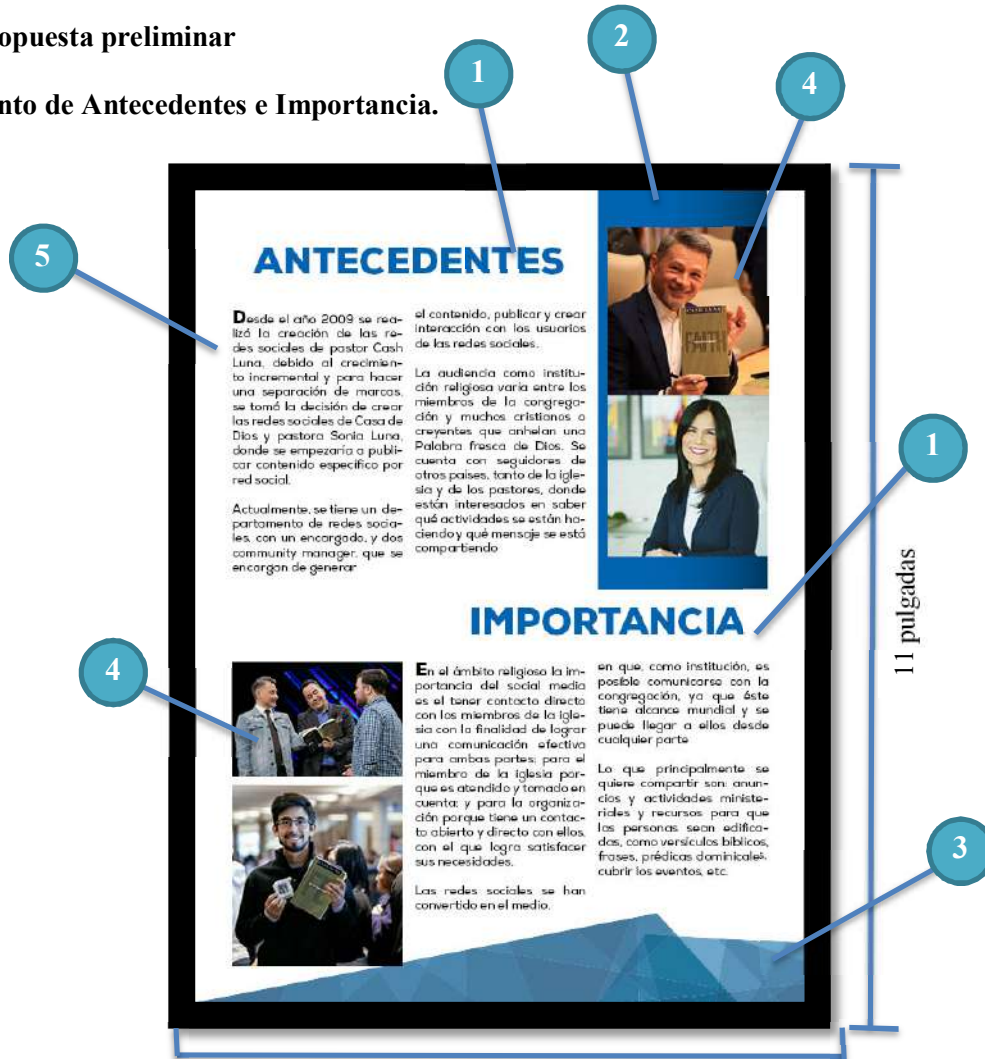 opuesta preliminar
nto de Antecedentes e Importancia.
1
2
4
5
ANTECEDENTES
Desde el año 2009 se rea-
lizó la creación de las re-
des sociales de pastor Cash
Luna, debido al crecimien-
to incremental y para hacer
una separación de marcas,
se tomó la decisión de crear
las redes sociales de Casa de
Dios y pastora Sonia Luna,
donde se empezaría a publi-
car contenido específico por
red social.
Actualmente, se tiene un de-
partamento de redes socia-
les, con un encargado, y dos
community manager, que se
encargan de generar
el contenido, publicar y crear
interacción con los usuarios
de las redes sociales.
La audiencia como institu-
ción religiosa varia entre los
miembros de la congrega-
ción y muchos cristianos o
creyentes que anhelan una
Palabra fresca de Dios. Se
cuenta con seguidores de
otros países, tanto de la igle-
sia y de los pastores, donde
están interesados en saber
qué actividades se están ha-
ciendo y qué mensaje se está
compartiendo
CASH LUNA
FAITH
1
11 pulgadas
IMPORTANCIA
4
En el ámbito religioso la im-
portancia del social media
es el tener contacto directo
con los miembros de la igle-
sia con la finalidad de lograr
una comunicación efectiva
para ambas partes; para el
miembro de la iglesia por-
que es atendido y tomado en
cuenta; y para la organiza-
ción porque tiene un contac-
to abierto y directo con ellos,
con el que logra satisfacer
sus necesidades.
Las redes sociales se han
convertido en el medio,
en que, como institución, es
posible comunicarse con la
congregación, ya que éste
tiene alcance mundial y se
puede llegar a ellos desde
cualquier parte
Lo que principalmente se
quiere compartir son: anun-
cios y actividades ministe-
riales y recursos para que
las personas sean edifica-
das, como versículos bíblicos,
frases, prédicas dominicales,
cubrir los eventos, etc.
3